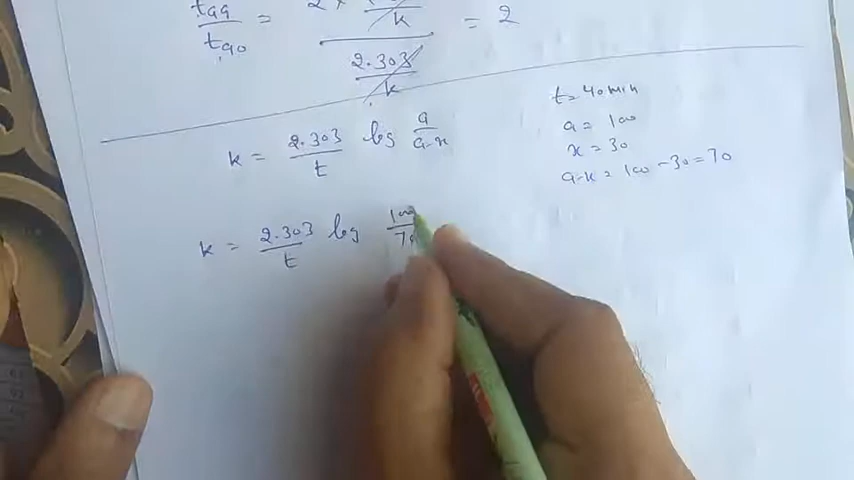 t99/t90 = 2 × /k / 2.303/k = 2
k = 2.303/t log a/a-x
t = 40 min
a = 100
x = 30
a-x = 100 - 30 = 70
k = 2.303/t log 100/70